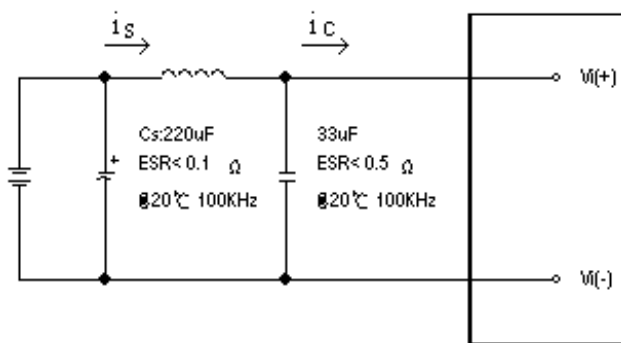 iS
iC
Vi(+)
Cs:220uF
ESR< 0.1 Ω
@20℃ 100KHz
33uF
ESR< 0.5 Ω
@20℃ 100KHz
+
Vi(-)